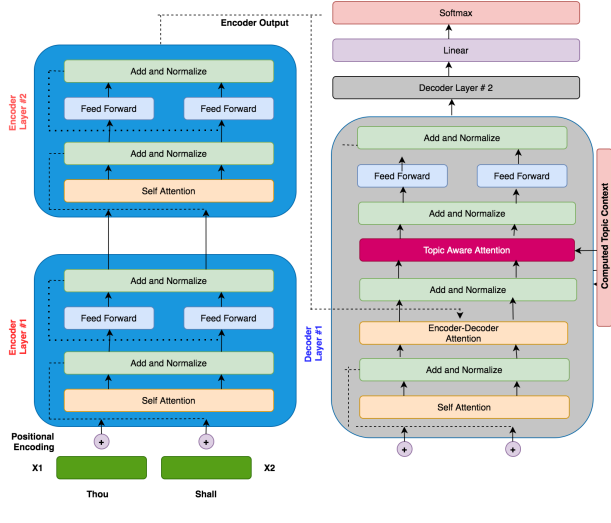 Encoder Output
Add and Normalize
Feed Forward
Feed Forward
Add and Normalize
Self Attention
Encoder
Layer #2
Add and Normalize
Feed Forward
Feed Forward
Add and Normalize
Self Attention
Encoder
Layer #1
Positional
Encoding
+
+
X1
X2
Thou
Shall
Softmax
Linear
Decoder Layer # 2
Add and Normalize
Feed Forward
Feed Forward
Add and Normalize
Topic Aware Attention
Add and Normalize
Encoder-Decoder
Attention
Add and Normalize
Self Attention
Decoder
Layer #1
+
+
Computed Topic Context